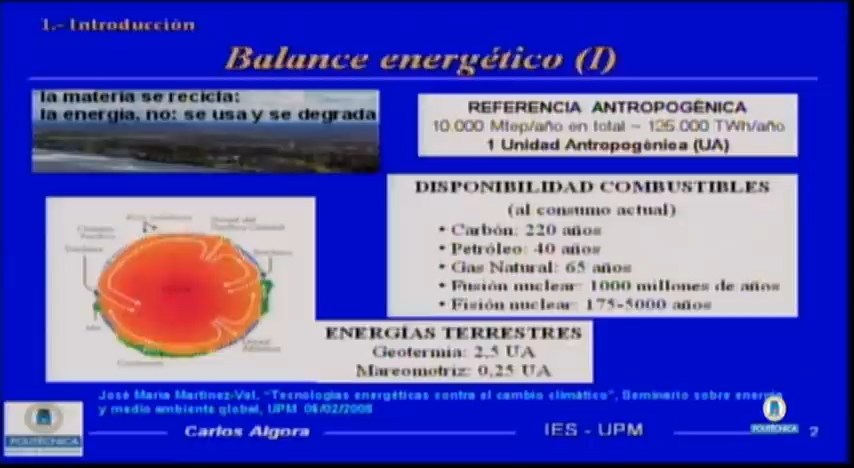 1.- Introducción
Balance energético (I)
la materia se recicla:
la energía, no: se usa y se degrada
REFERENCIA ANTROPOGÈNICA
10.000 Mtep/año en total ~ 125.000 TWh/año
1 Unidad Antropogènica (UA)
DISPONIBILIDAD COMBUSTIBLES
(al consumo actual)
• Carbón: 220 años
• Petróleo: 40 años
• Gas Natural: 65 años
• Fusión nuclear: 1000 millones de años
• Fisión nuclear: 175-5000 años
ENERGÍAS TERRESTRES
Geotermia: 2,5 UA
Mareomotriz: 0,25 UA
José María Martínez-Val, "Tecnologías energéticas contra el cambio climático", Seminario sobre energía
y medio ambiente global, UPM 06/02/2008
POLITÉCNICA
Carlos Algora
IES - UPM
POLITÉCNICA
2